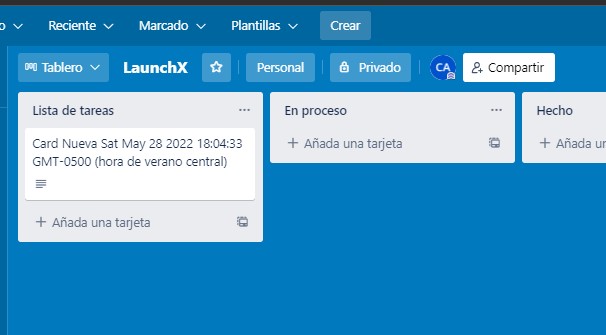 Reciente Marcado Plantillas Crear
Tablero LaunchX Personal Privado CA Compartir
Lista de tareas
Card Nueva Sat May 28 2022 18:04:33
GMT-0500 (hora de verano central)
+ Añada una tarjeta
En proceso
+ Añada una tarjeta
Hecho
+ Añada